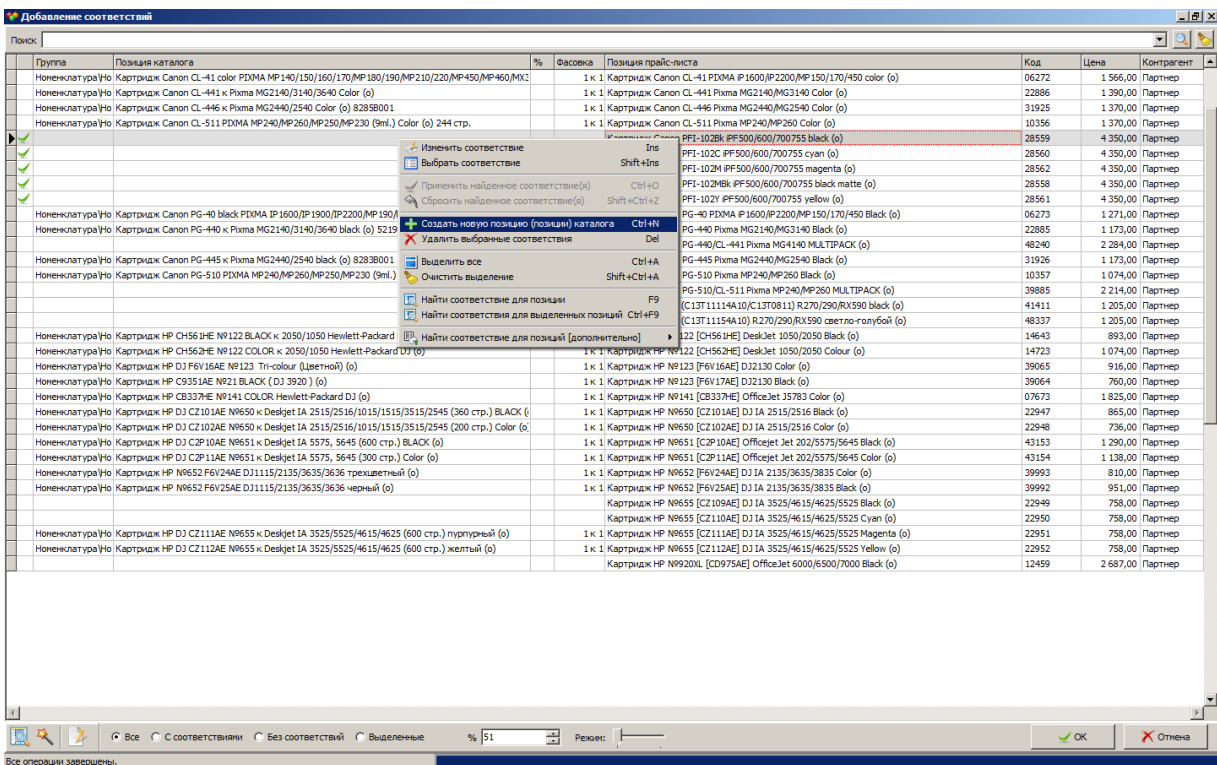 Добавление соответствий
Поиск
Группа Позиция каталога % Фасовка Позиция прайс-листа Код Цена Контрагент
Номенклатура\Но Картридж Canon CL-41 color PIXMA MP140/150/160/170/MP180/190/MP210/220/MP450/MP460/MX3 1 к 1 Картридж Canon CL-41 PIXMA iP1600/iP2200/MP150/170/450 color (o) 06272 1 566,00 Партнер
Номенклатура\Но Картридж Canon CL-441 к Pixma MG2140/3140/3640 Color (o) 1 к 1 Картридж Canon CL-441 Pixma MG2140/MG3140 Color (o) 22886 1 390,00 Партнер
Номенклатура\Но Картридж Canon CL-446 к Pixma MG2440/2540 Color (o) 8285B001 1 к 1 Картридж Canon CL-446 Pixma MG2440/MG2540 Color (o) 31925 1 370,00 Партнер
Номенклатура\Но Картридж Canon CL-511 PIXMA MP240/MP260/MP250/MP230 (9ml.) Color (o) 244 стр. 1 к 1 Картридж Canon CL-511 Pixma MP240/MP260 Color (o) 10356 1 370,00 Партнер
Картридж Canon PFI-102Bk iPF500/600/700755 black (o) 28559 4 350,00 Партнер
PFI-102C iPF500/600/700755 cyan (o) 28560 4 350,00 Партнер
PFI-102M iPF500/600/700755 magenta (o) 28562 4 350,00 Партнер
PFI-102MBk iPF500/600/700755 black matte (o) 28558 4 350,00 Партнер
PFI-102Y iPF500/600/700755 yellow (o) 28561 4 350,00 Партнер
Номенклатура\Но Картридж Canon PG-40 black PIXMA IP1600/IP1900/IP2200/MP190/ PG-40 PIXMA iP1600/iP2200/MP150/170/450 Black (o) 06273 1 271,00 Партнер
Номенклатура\Но Картридж Canon PG-440 к Pixma MG2140/3140/3640 black (o) 5219 PG-440 Pixma MG2140/MG3140 Black (o) 22885 1 173,00 Партнер
PG-440/CL-441 Pixma MG4140 MULTIPACK (o) 48240 2 284,00 Партнер
Номенклатура\Но Картридж Canon PG-445 к Pixma MG2440/2540 black (o) 8283B001 PG-445 Pixma MG2440/MG2540 Black (o) 31926 1 173,00 Партнер
Номенклатура\Но Картридж Canon PG-510 PIXMA MP240/MP260/MP250/MP230 (9ml.) PG-510 Pixma MP240/MP260 Black (o) 10357 1 074,00 Партнер
PG-510/CL-511 Pixma MP240/MP260 MULTIPACK (o) 39885 2 214,00 Партнер
(C13T11114A10/C13T0811) R270/290/RX590 black (o) 41411 1 205,00 Партнер
(C13T11154A10) R270/290/RX590 светло-голубой (o) 48337 1 205,00 Партнер
Номенклатура\Но Картридж HP CH561HE №122 BLACK к 2050/1050 Hewlett-Packard 122 [CH561HE] DeskJet 1050/2050 Black (o) 14643 893,00 Партнер
Номенклатура\Но Картридж HP CH562HE №122 COLOR к 2050/1050 Hewlett-Packard DJ (o) 1 к 1 Картридж HP №122 [CH562HE] DeskJet 1050/2050 Colour (o) 14723 1 074,00 Партнер
Номенклатура\Но Картридж HP DJ F6V16AE №123 Tri-colour (Цветной) (o) 1 к 1 Картридж HP №123 [F6V16AE] DJ2130 Color (o) 39065 916,00 Партнер
Номенклатура\Но Картридж HP C9351AE №21 BLACK ( DJ 3920 ) (o) 1 к 1 Картридж HP №123 [F6V17AE] DJ2130 Black (o) 39064 760,00 Партнер
Номенклатура\Но Картридж HP CB337HE №141 COLOR Hewlett-Packard DJ (o) 1 к 1 Картридж HP №141 [CB337HE] OfficeJet J5783 Color (o) 07673 1 825,00 Партнер
Номенклатура\Но Картридж HP DJ CZ101AE №650 к Deskjet IA 2515/2516/1015/1515/3515/2545 (360 стр.) BLACK ( 1 к 1 Картридж HP №650 [CZ101AE] DJ IA 2515/2516 Black (o) 22947 865,00 Партнер
Номенклатура\Но Картридж HP DJ CZ102AE №650 к Deskjet IA 2515/2516/1015/1515/3515/2545 (200 стр.) Color (o 1 к 1 Картридж HP №650 [CZ102AE] DJ IA 2515/2516 Color (o) 22948 736,00 Партнер
Номенклатура\Но Картридж HP DJ C2P10AE №651 к Deskjet IA 5575, 5645 (600 стр.) BLACK (o) 1 к 1 Картридж HP №651 [C2P10AE] Officejet Jet 202/5575/5645 Black (o) 43153 1 290,00 Партнер
Номенклатура\Но Картридж HP DJ C2P11AE №651 к Deskjet IA 5575, 5645 (300 стр.) Color (o) 1 к 1 Картридж HP №651 [C2P11AE] Officejet Jet 202/5575/5645 Color (o) 43154 1 138,00 Партнер
Номенклатура\Но Картридж HP №652 F6V24AE DJ1115/2135/3635/3636 трехцветный (o) 1 к 1 Картридж HP №652 [F6V24AE] DJ IA 2135/3635/3835 Color (o) 39993 810,00 Партнер
Номенклатура\Но Картридж HP №652 F6V25AE DJ1115/2135/3635/3636 черный (o) 1 к 1 Картридж HP №652 [F6V25AE] DJ IA 2135/3635/3835 Black (o) 39992 951,00 Партнер
Картридж HP №655 [CZ109AE] DJ IA 3525/4615/4625/5525 Black (o) 22949 758,00 Партнер
Картридж HP №655 [CZ110AE] DJ IA 3525/4615/4625/5525 Cyan (o) 22950 758,00 Партнер
Номенклатура\Но Картридж HP DJ CZ111AE №655 к Deskjet IA 3525/5525/4615/4625 (600 стр.) пурпурный (o) 1 к 1 Картридж HP №655 [CZ111AE] DJ IA 3525/4615/4625/5525 Magenta (o) 22951 758,00 Партнер
Номенклатура\Но Картридж HP DJ CZ112AE №655 к Deskjet IA 3525/5525/4615/4625 (600 стр.) желтый (o) 1 к 1 Картридж HP №655 [CZ112AE] DJ IA 3525/4615/4625/5525 Yellow (o) 22952 758,00 Партнер
Картридж HP №920XL [CD975AE] OfficeJet 6000/6500/7000 Black (o) 12459 2 687,00 Партнер
Изменить соответствие Ins
Выбрать соответствие Shift+Ins
Применить найденное соответствие(я) Ctrl+O
Сбросить найденное соответствие(я) Shift+Ctrl+Z
Создать новую позицию (позиции) каталога Ctrl+N
Удалить выбранные соответствия Del
Выделить все Ctrl+A
Очистить выделение Shift+Ctrl+A
Найти соответствие для позиции F9
Найти соответствия для выделенных позиций Ctrl+F9
Найти соответствие для позиций [дополнительно]
Все С соответствиями Без соответствий Выделенные % 51 Режим: OK Отмена
Все операции завершены.